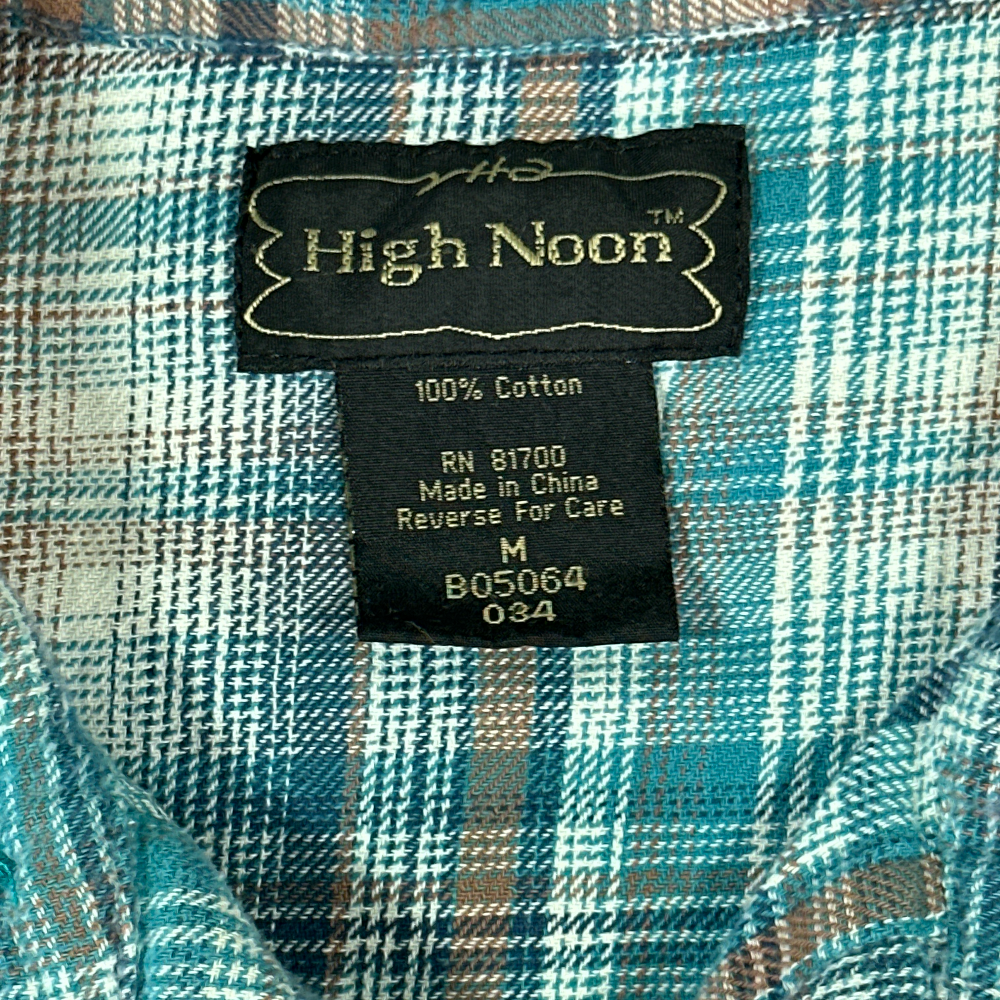 High Noon™
100% Cotton
RN 81700
Made in China
Reverse For Care
M
B05064
034